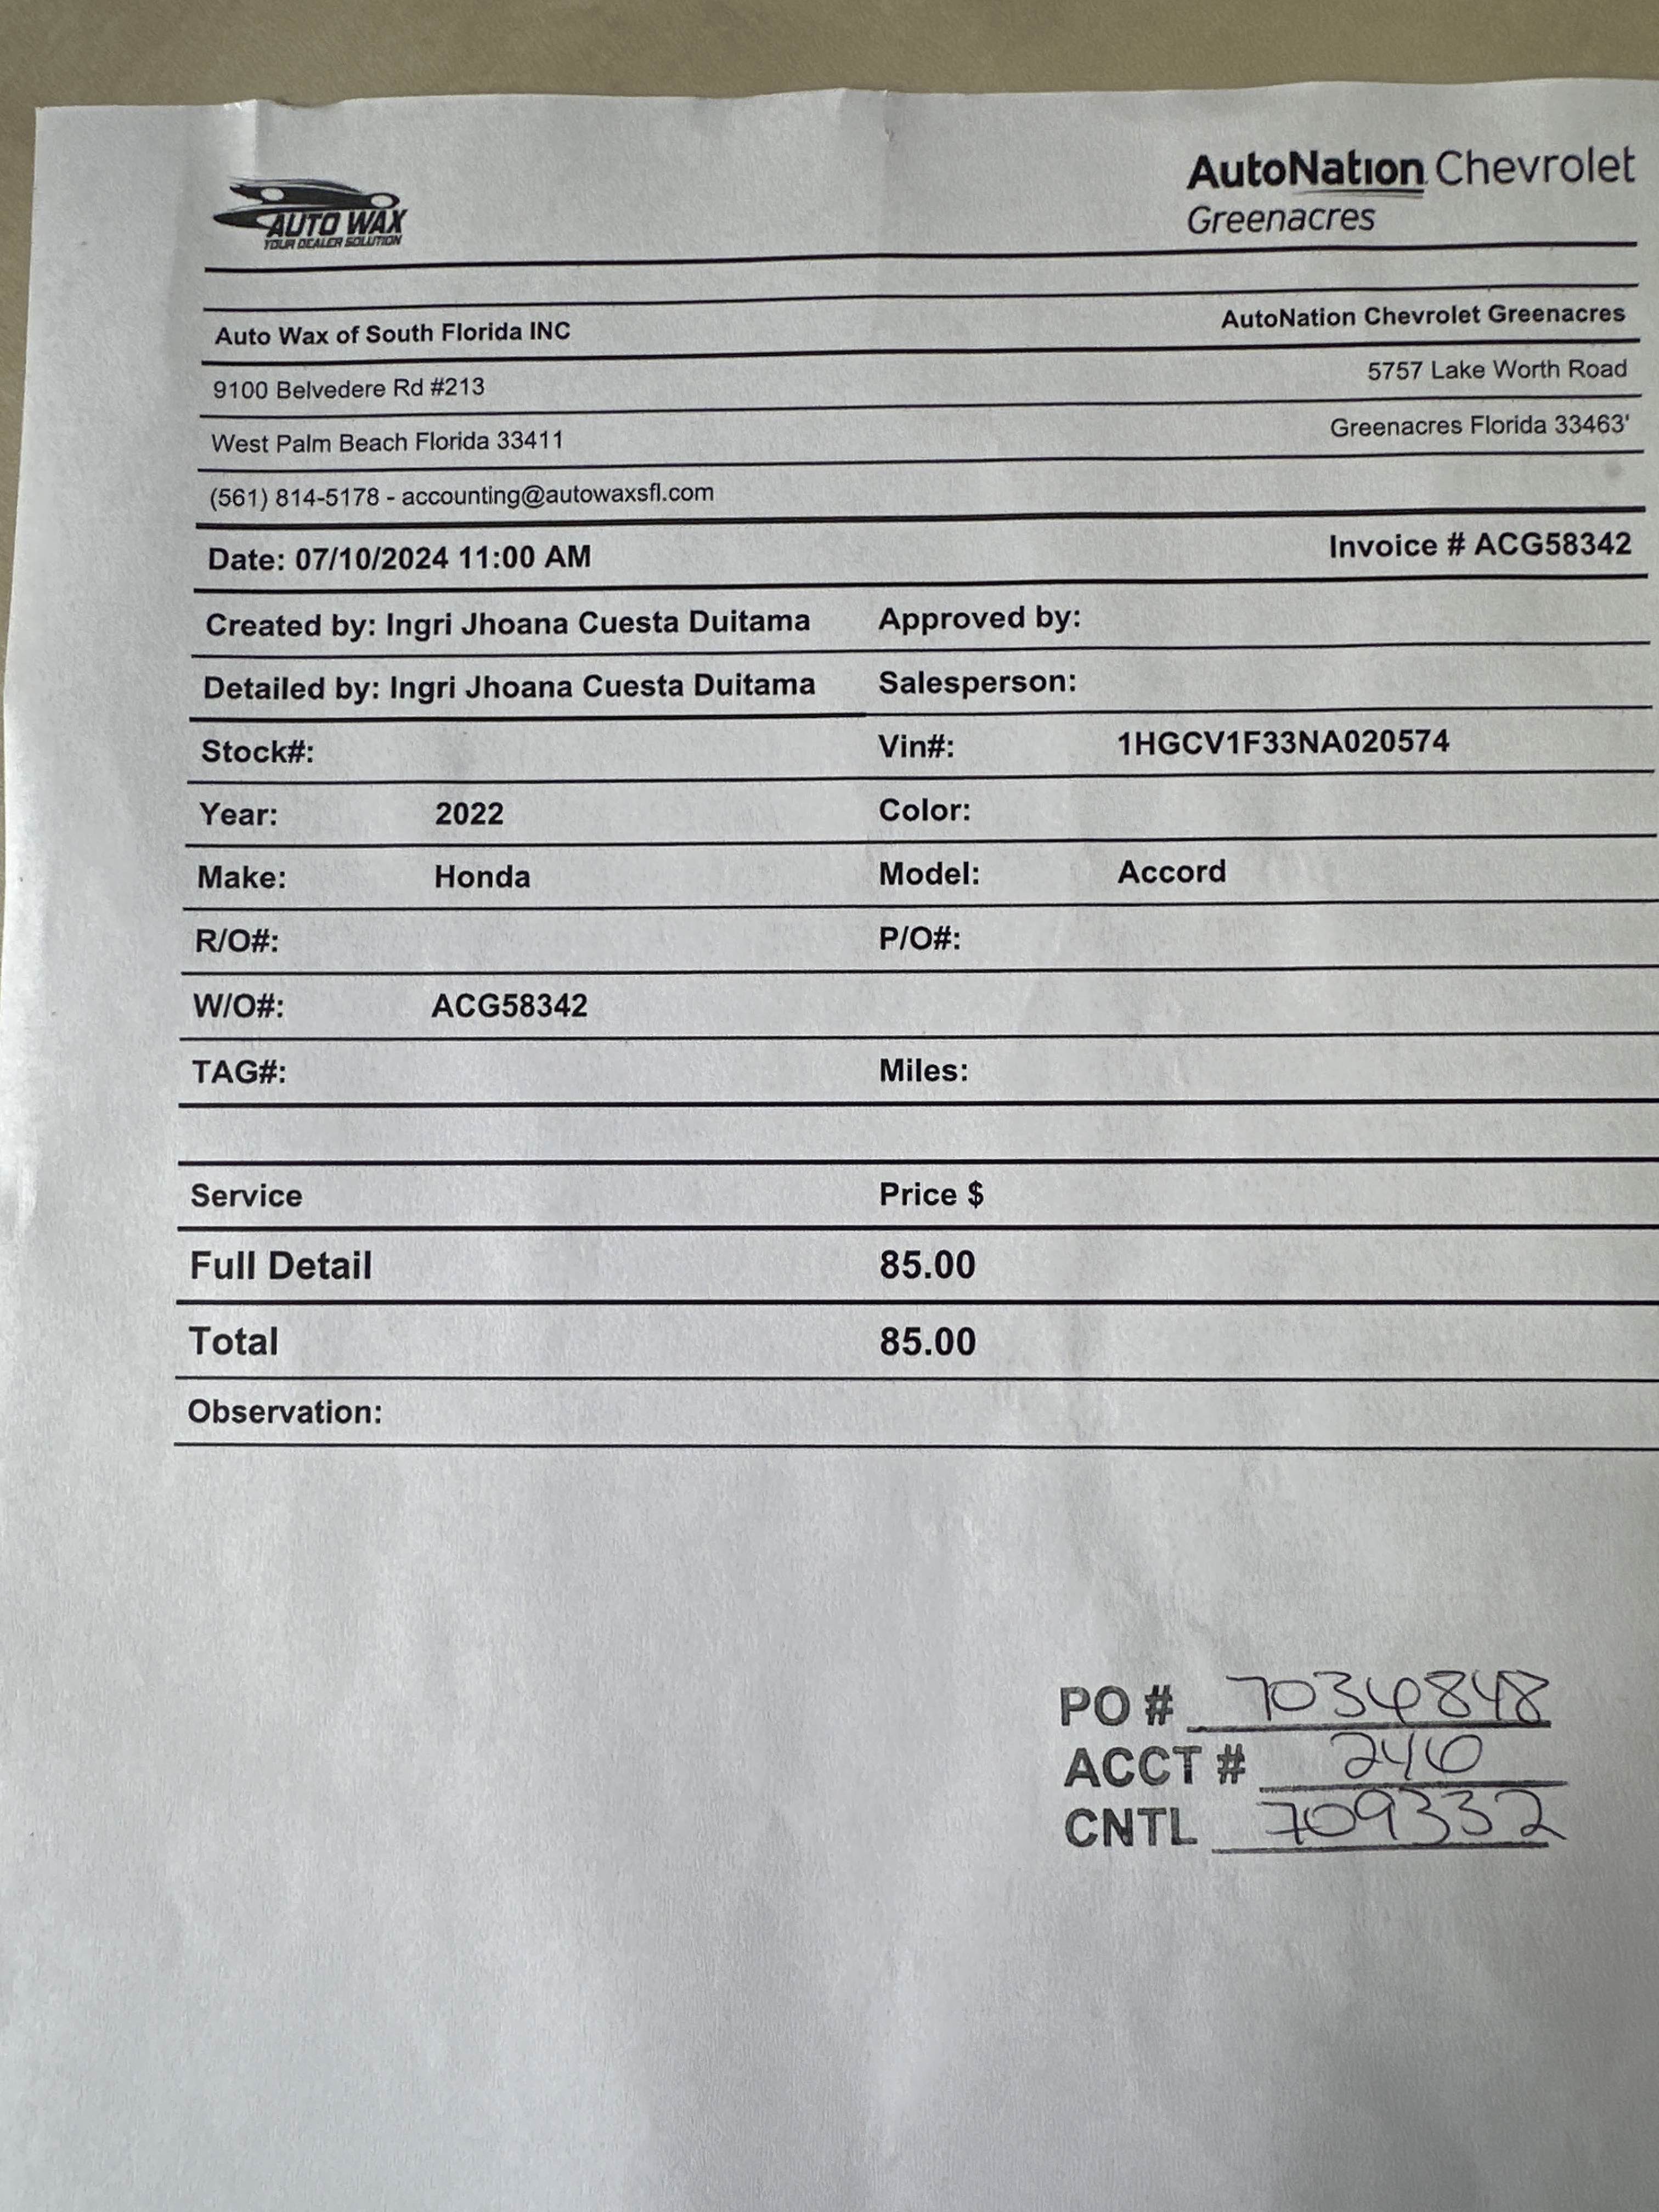 AUTO WAX
YOUR DEALER SOLUTION
AutoNation Chevrolet
Greenacres
Auto Wax of South Florida INC AutoNation Chevrolet Greenacres
9100 Belvedere Rd #213 5757 Lake Worth Road
West Palm Beach Florida 33411 Greenacres Florida 33463'
(561) 814-5178 - accounting@autowaxsfl.com
Date: 07/10/2024 11:00 AM Invoice # ACG58342
Created by: Ingri Jhoana Cuesta Duitama Approved by:
Detailed by: Ingri Jhoana Cuesta Duitama Salesperson:
Stock#: Vin#: 1HGCV1F33NA020574
Year: 2022 Color:
Make: Honda Model: Accord
R/O#: P/O#:
W/O#: ACG58342
TAG#: Miles:
Service Price $
Full Detail 85.00
Total 85.00
Observation:
PO # 7034848
ACCT # 240
CNTL 709332